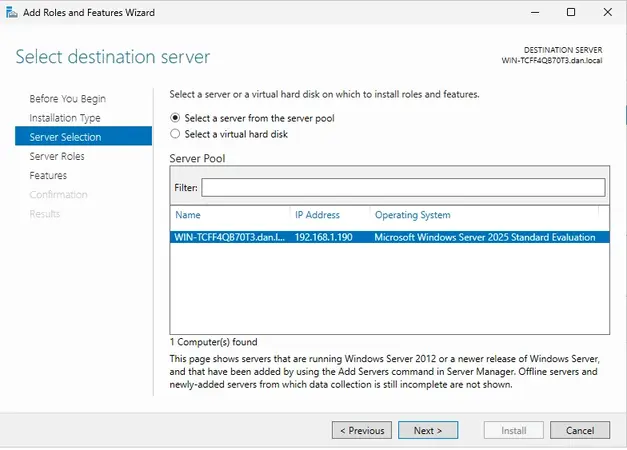 Add Roles and Features Wizard
Select destination server
DESTINATION SERVER
WIN-TCFF4QB70T3.dan.local
Before You Begin
Installation Type
Server Selection
Server Roles
Features
Confirmation
Results
Select a server or a virtual hard disk on which to install roles and features.
Select a server from the server pool
Select a virtual hard disk
Server Pool
Filter:
Name IP Address Operating System
WIN-TCFF4QB70T3.dan.l... 192.168.1.190 Microsoft Windows Server 2025 Standard Evaluation
1 Computer(s) found
This page shows servers that are running Windows Server 2012 or a newer release of Windows Server,
and that have been added by using the Add Servers command in Server Manager. Offline servers and
newly-added servers from which data collection is still incomplete are not shown.
< Previous Next > Install Cancel